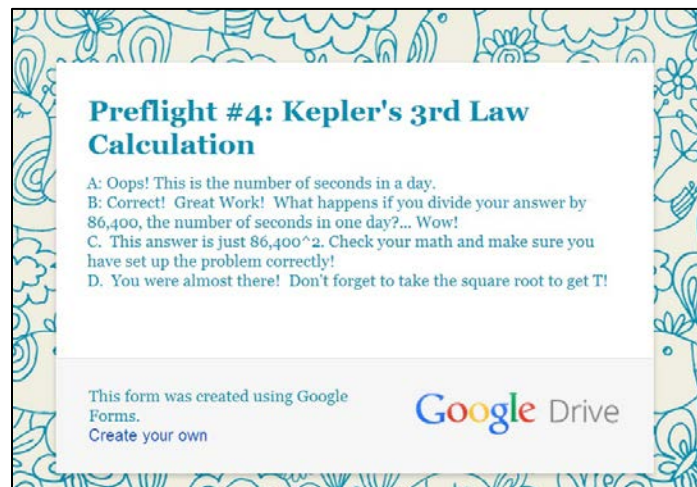 Preflight #4: Kepler's 3rd Law
Calculation
A: Oops! This is the number of seconds in a day.
B: Correct!  Great Work!  What happens if you divide your answer by
86,400, the number of seconds in one day?... Wow!
C.  This answer is just 86,400^2. Check your math and make sure you
have set up the problem correctly!
D.  You were almost there!  Don't forget to take the square root to get T!
This form was created using Google
Forms.
Create your own
Google Drive